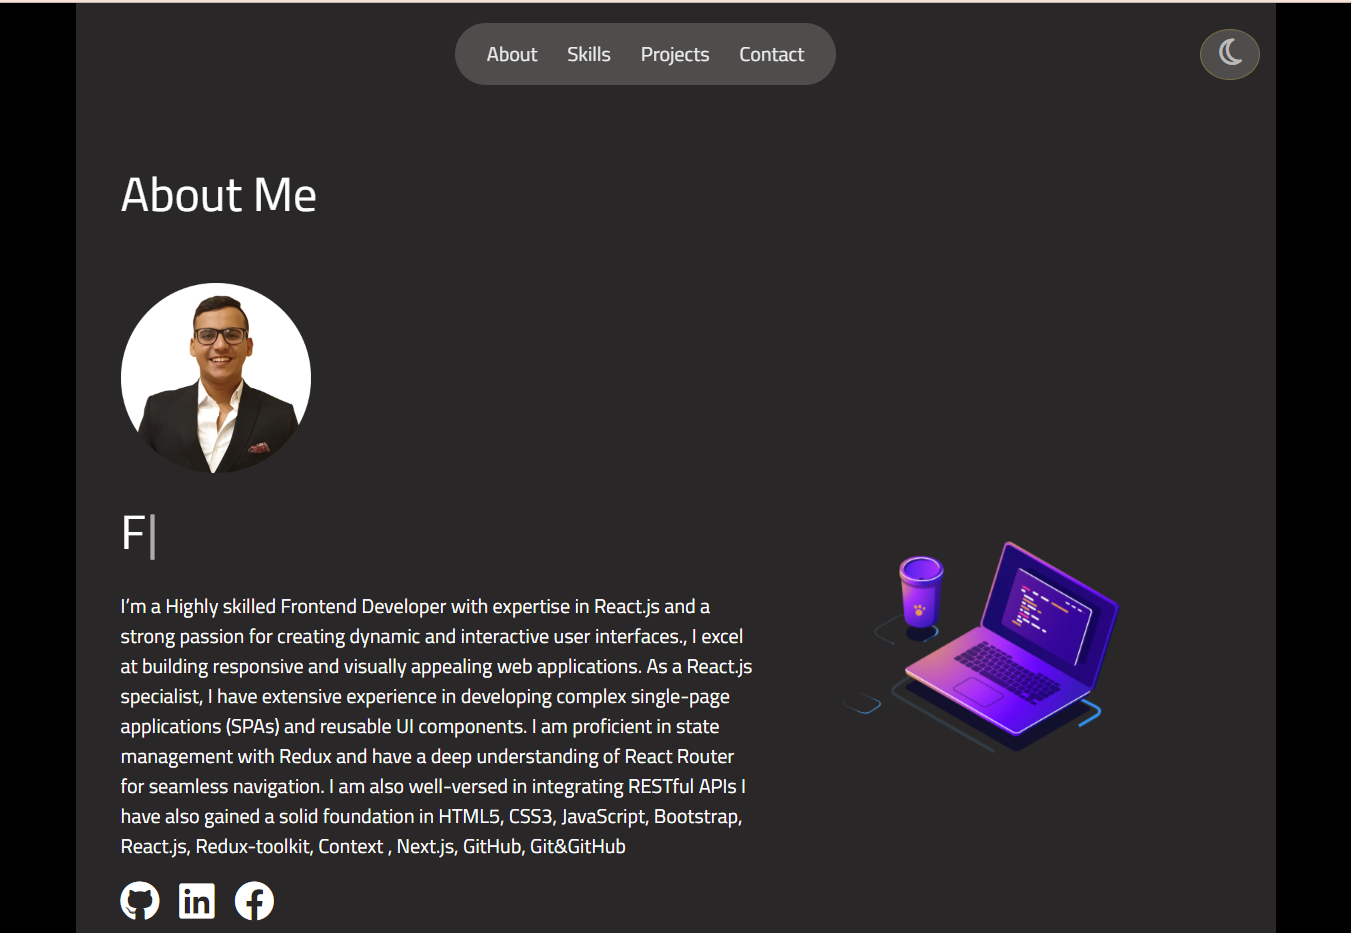 About Skills Projects Contact
About Me
F
I’m a Highly skilled Frontend Developer with expertise in React.js and a
strong passion for creating dynamic and interactive user interfaces., I excel
at building responsive and visually appealing web applications. As a React.js
specialist, I have extensive experience in developing complex single-page
applications (SPAs) and reusable UI components. I am proficient in state
management with Redux and have a deep understanding of React Router
for seamless navigation. I am also well-versed in integrating RESTful APIs I
have also gained a solid foundation in HTML5, CSS3, JavaScript, Bootstrap,
React.js, Redux-toolkit, Context , Next.js, GitHub, Git&GitHub